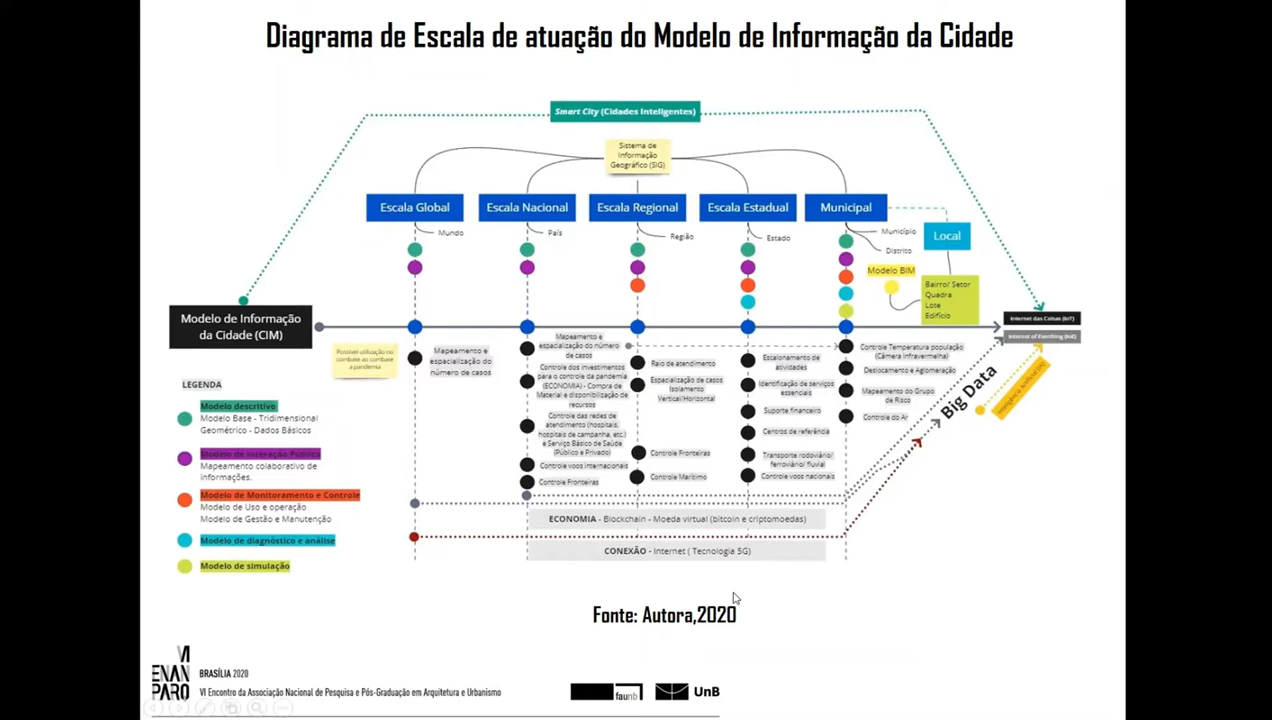 Diagrama de Escala de atuação do Modelo de Informação da Cidade
Smart City (Cidades Inteligentes)
Sistema de
Informação
Geográfico (SIG)
Escala Global
Escala Nacional
Escala Regional
Escala Estadual
Municipal
Mundo
País
Região
Estado
Município
Distrito
Local
Modelo BIM
Bairro/ Setor
Quadra
Lote
Edifício
Modelo de Informação
da Cidade (CIM)
Internet das Coisas (IoT)
Internet of Everthing (IoE)
Possível utilização no
combate ao combate
a pandemia
Mapeamento e
espacialização do
número de casos
Mapeamento e
espacialização do número
de casos
Controle dos investimentos
para o controle da pandemia
(ECONOMIA) - Compra de
Material e disponibilização de
recursos
Controle das redes de
atendimento (hospitais,
hospitais de campanha, etc.)
e Serviço Básico de Saúde
(Público e Privado)
Controle voos internacionais
Controle Fronteiras
Raio de atendimento
Espacialização de casos
Isolamento
Vertical/Horizontal
Controle Fronteiras
Controle Marítimo
Escalonamento de
atividades
Identificação de serviços
essenciais
Suporte financeiro
Centros de referência
Transporte rodoviário/
ferroviário/ fluvial
Controle voos nacionais
Controle Temperatura população
(Câmera infravermelha)
Deslocamento e Aglomeração
Mapeamento do Grupo
de Risco
Controle do Ar
Big Data
Inteligência Artificial (IA)
LEGENDA
Modelo descritivo
Modelo Base - Tridimensional
Geométrico - Dados Básicos
Modelo de Interação Pública
Mapeamento colaborativo de
informações.
Modelo de Monitoramento e Controle
Modelo de Uso e operação
Modelo de Gestão e Manutenção
Modelo de diagnóstico e análise
Modelo de simulação
ECONOMIA - Blockchain - Moeda virtual (bitcoin e criptomoedas)
CONEXÃO - Internet ( Tecnologia 5G)
Fonte: Autora,2020
VI
ENAN
PARQ
BRASÍLIA 2020
VI Encontro da Associação Nacional de Pesquisa e Pós-Graduação em Arquitetura e Urbanismo
faunb
UnB